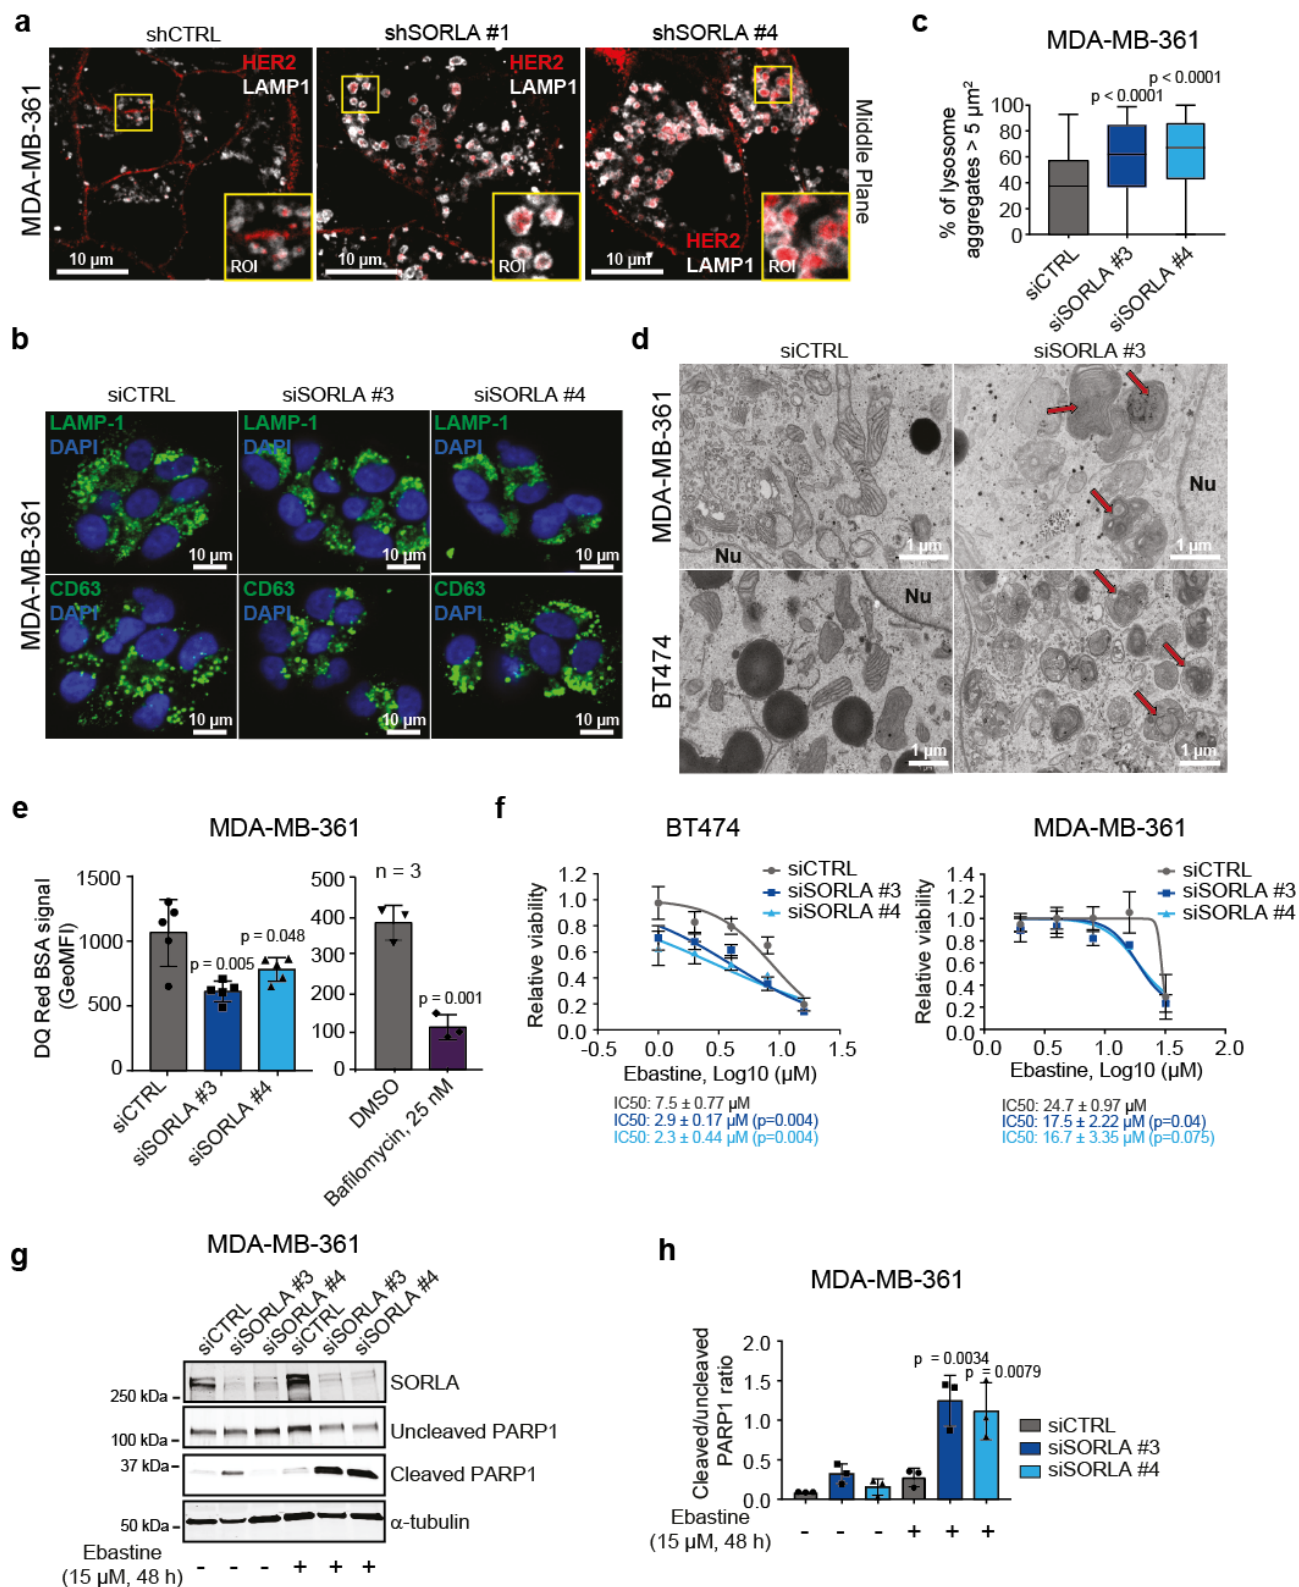 a
shCTRL
shSORLA #1
shSORLA #4
MDA-MB-361
HER2
LAMP1
HER2
LAMP1
HER2
LAMP1
10 µm
ROI
10 µm
ROI
10 µm
ROI
Middle Plane
c
MDA-MB-361
p < 0.0001
p < 0.0001
% of lysosome
aggregates > 5 µm²
100
80
60
40
20
0
siCTRL
siSORLA #3
siSORLA #4
b
siCTRL
siSORLA #3
siSORLA #4
MDA-MB-361
LAMP-1
DAPI
10 µm
LAMP-1
DAPI
10 µm
LAMP-1
DAPI
10 µm
CD63
DAPI
10 µm
CD63
DAPI
10 µm
CD63
DAPI
10 µm
d
siCTRL
siSORLA #3
MDA-MB-361
Nu
1 µm
Nu
1 µm
BT474
Nu
1 µm
1 µm
e
MDA-MB-361
DQ Red BSA signal
(GeoMFI)
1500
1000
500
0
p = 0.005
p = 0.048
siCTRL
siSORLA #3
siSORLA #4
500
400
300
200
100
0
n = 3
p = 0.001
DMSO
Bafilomycin, 25 nM
f
BT474
Relative viability
1.2
1.0
0.8
0.6
0.4
0.2
0.0
-0.5
0.0
0.5
1.0
1.5
Ebastine, Log10 (µM)
siCTRL
siSORLA #3
siSORLA #4
IC50: 7.5 ± 0.77 µM
IC50: 2.9 ± 0.17 µM (p=0.004)
IC50: 2.3 ± 0.44 µM (p=0.004)
MDA-MB-361
Relative viability
1.4
1.2
1.0
0.8
0.6
0.4
0.2
0.0
0.0
0.5
1.0
1.5
2.0
Ebastine, Log10 (µM)
siCTRL
siSORLA #3
siSORLA #4
IC50: 24.7 ± 0.97 µM
IC50: 17.5 ± 2.22 µM (p=0.04)
IC50: 16.7 ± 3.35 µM (p=0.075)
g
MDA-MB-361
siCTRL
siSORLA #3
siSORLA #4
siCTRL
siSORLA #3
siSORLA #4
250 kDa
SORLA
100 kDa
Uncleaved PARP1
37 kDa
Cleaved PARP1
50 kDa
α-tubulin
Ebastine
(15 µM, 48 h)
- - - + + +
h
MDA-MB-361
Cleaved/uncleaved
PARP1 ratio
2.0
1.5
1.0
0.5
0.0
p = 0.0034
p = 0.0079
siCTRL
siSORLA #3
siSORLA #4
Ebastine
(15 µM, 48 h)
- - - + + +